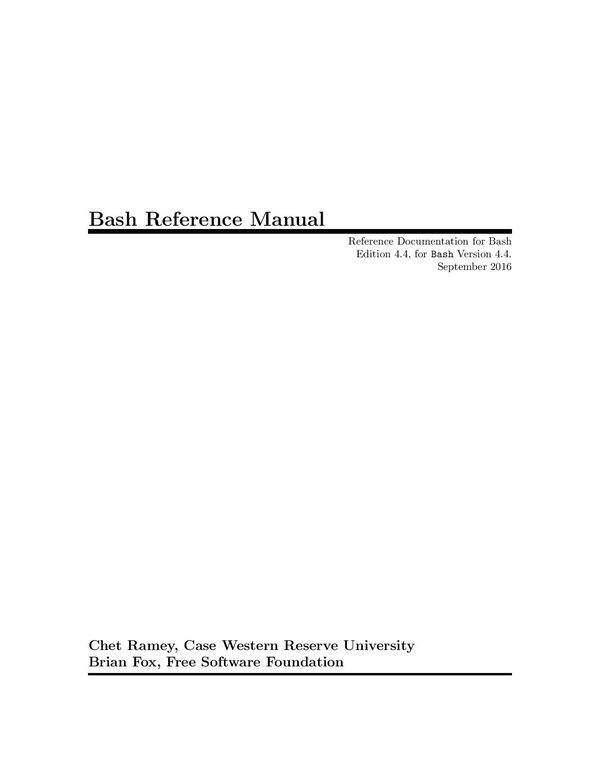 Bash Reference Manual
Reference Documentation for Bash
Edition 4.4, for Bash Version 4.4.
September 2016
Chet Ramey, Case Western Reserve University
Brian Fox, Free Software Foundation